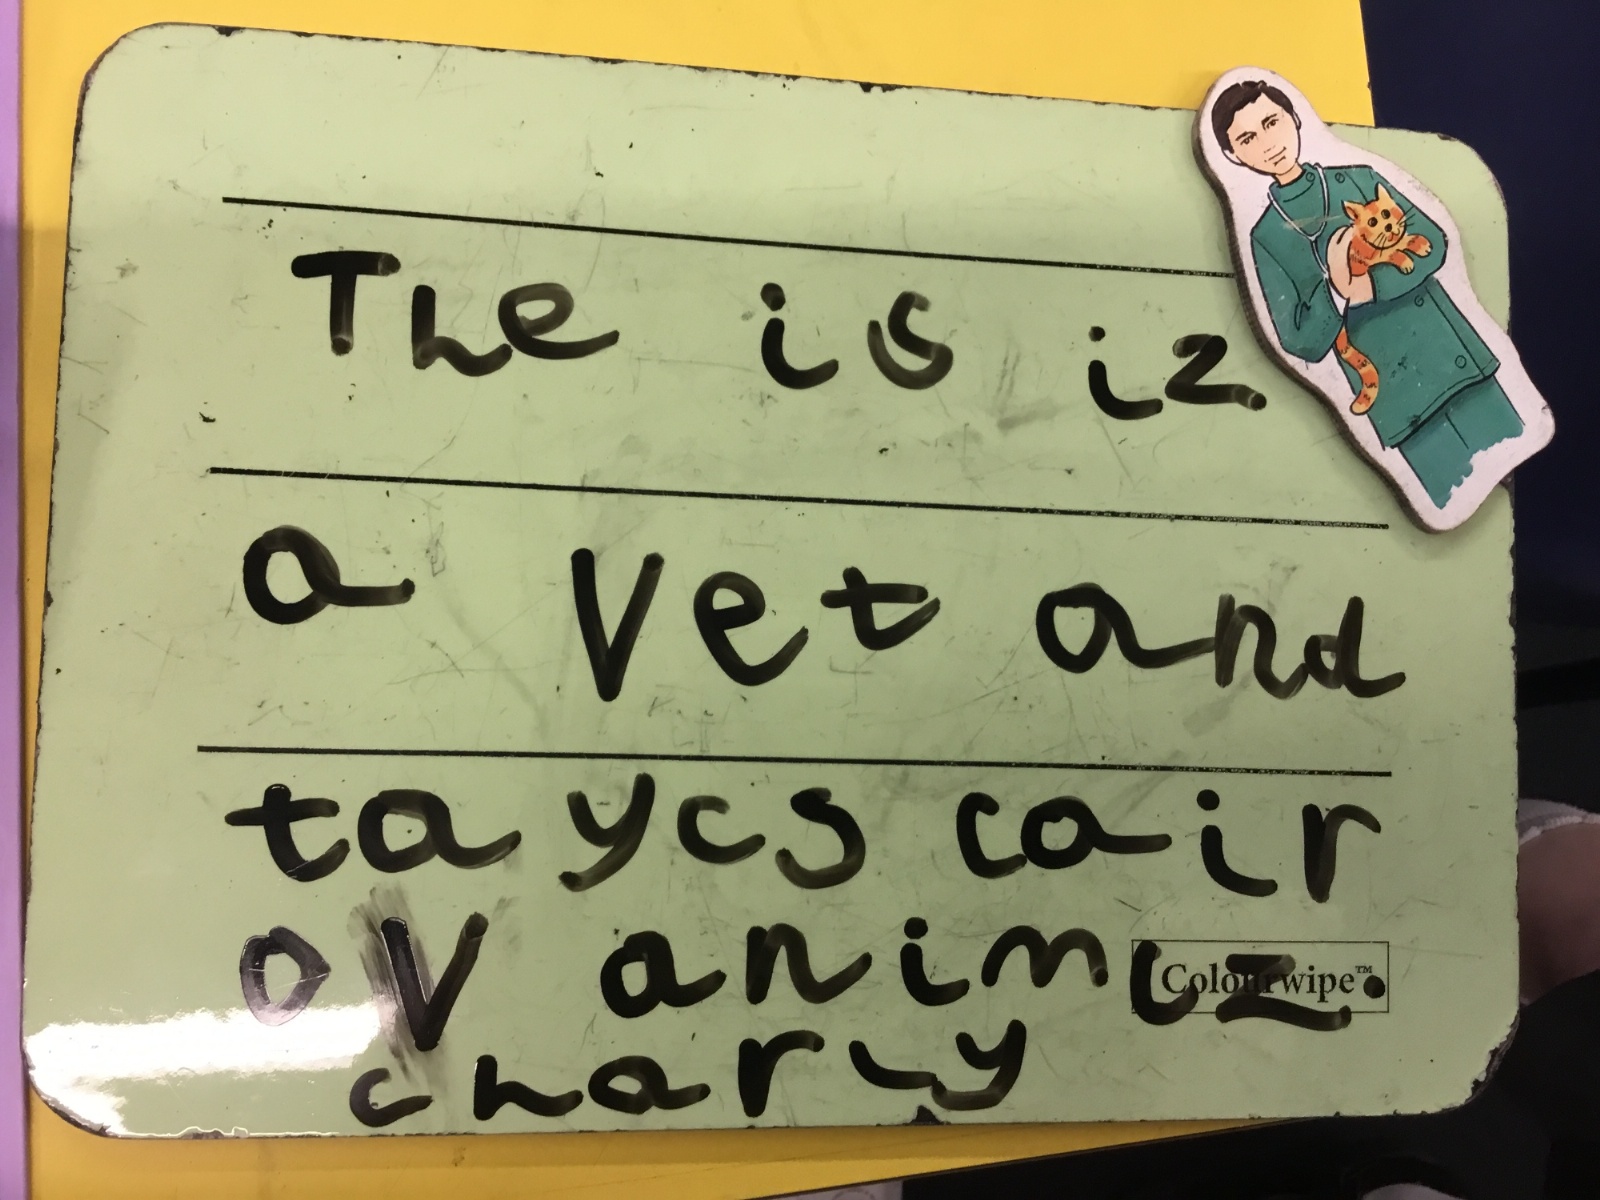 The is iz
a vet and
taycs cair
ov animlz.
Colourwipe™
charly